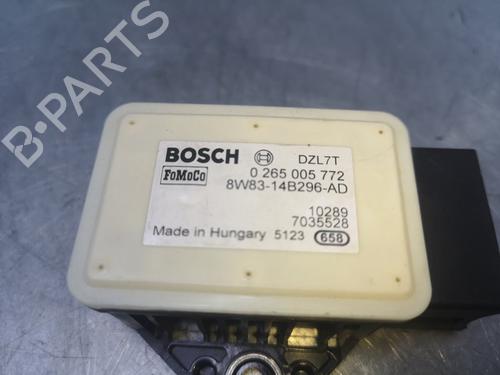 B-Parts
BOSCH DZL7T
FoMoCo 0 265 005 772
8W83-14B296-AD
10289
7035528
Made in Hungary 5123 658